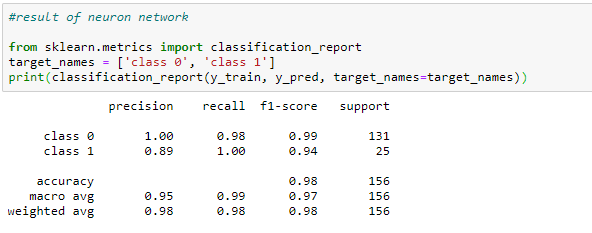 #result of neuron network
from sklearn.metrics import classification_report
target_names = ['class 0', 'class 1']
print(classification_report(y_train, y_pred, target_names=target_names))
precision recall f1-score support
class 0 1.00 0.98 0.99 131
class 1 0.89 1.00 0.94 25
accuracy 0.98 156
macro avg 0.95 0.99 0.97 156
weighted avg 0.98 0.98 0.98 156